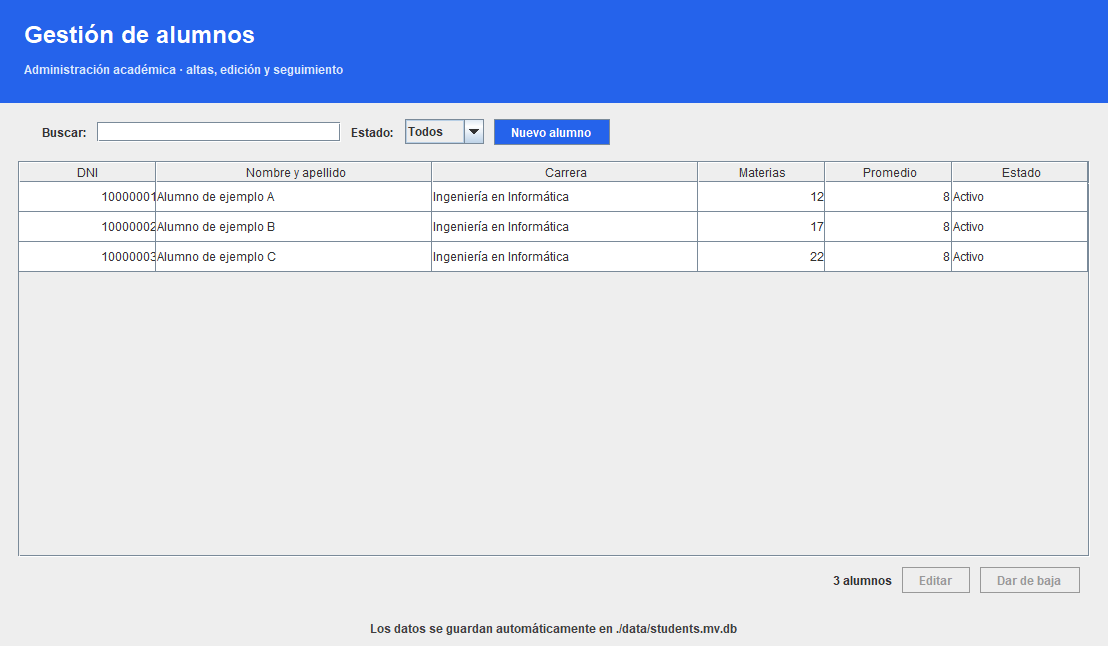 Gestión de alumnos
Administración académica · altas, edición y seguimiento
Buscar: Estado: Todos Nuevo alumno
DNI Nombre y apellido Carrera Materias Promedio Estado
10000001 Alumno de ejemplo A Ingeniería en Informática 12 8 Activo
10000002 Alumno de ejemplo B Ingeniería en Informática 17 8 Activo
10000003 Alumno de ejemplo C Ingeniería en Informática 22 8 Activo
3 alumnos Editar Dar de baja
Los datos se guardan automáticamente en ./data/students.mv.db